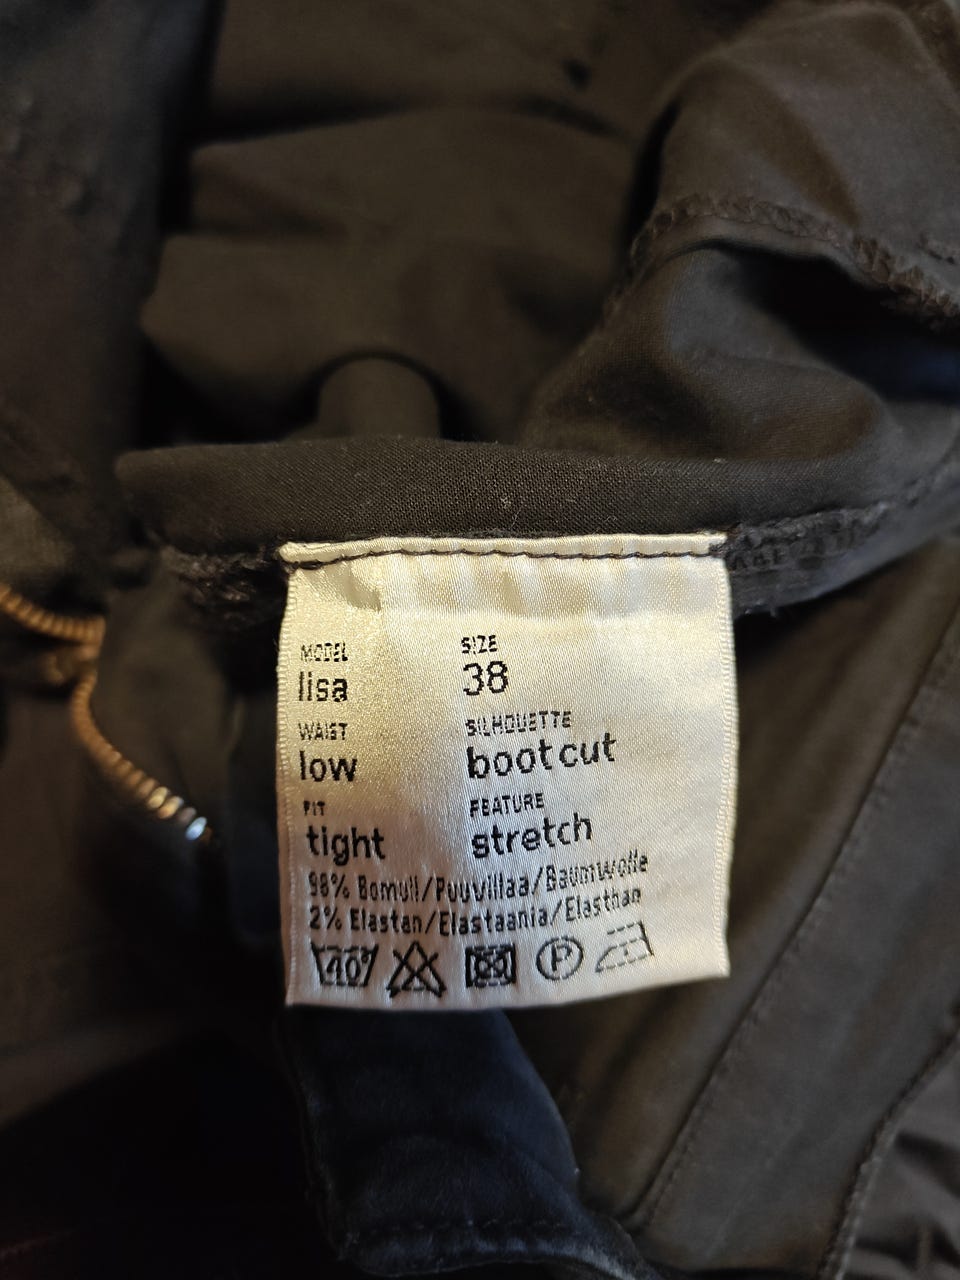 MODEL SIZE
lisa 38
WAIST SILHOUETTE
low bootcut
FIT FEATURE
tight stretch
98% Bomull/Puuvillaa/Baumwolle
2% Elastan/Elastaania/Elasthan
40° P